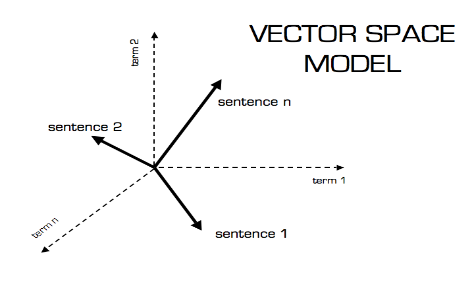 VECTOR SPACE
MODEL
term 2
sentence n
sentence 2
term 1
term n
sentence 1